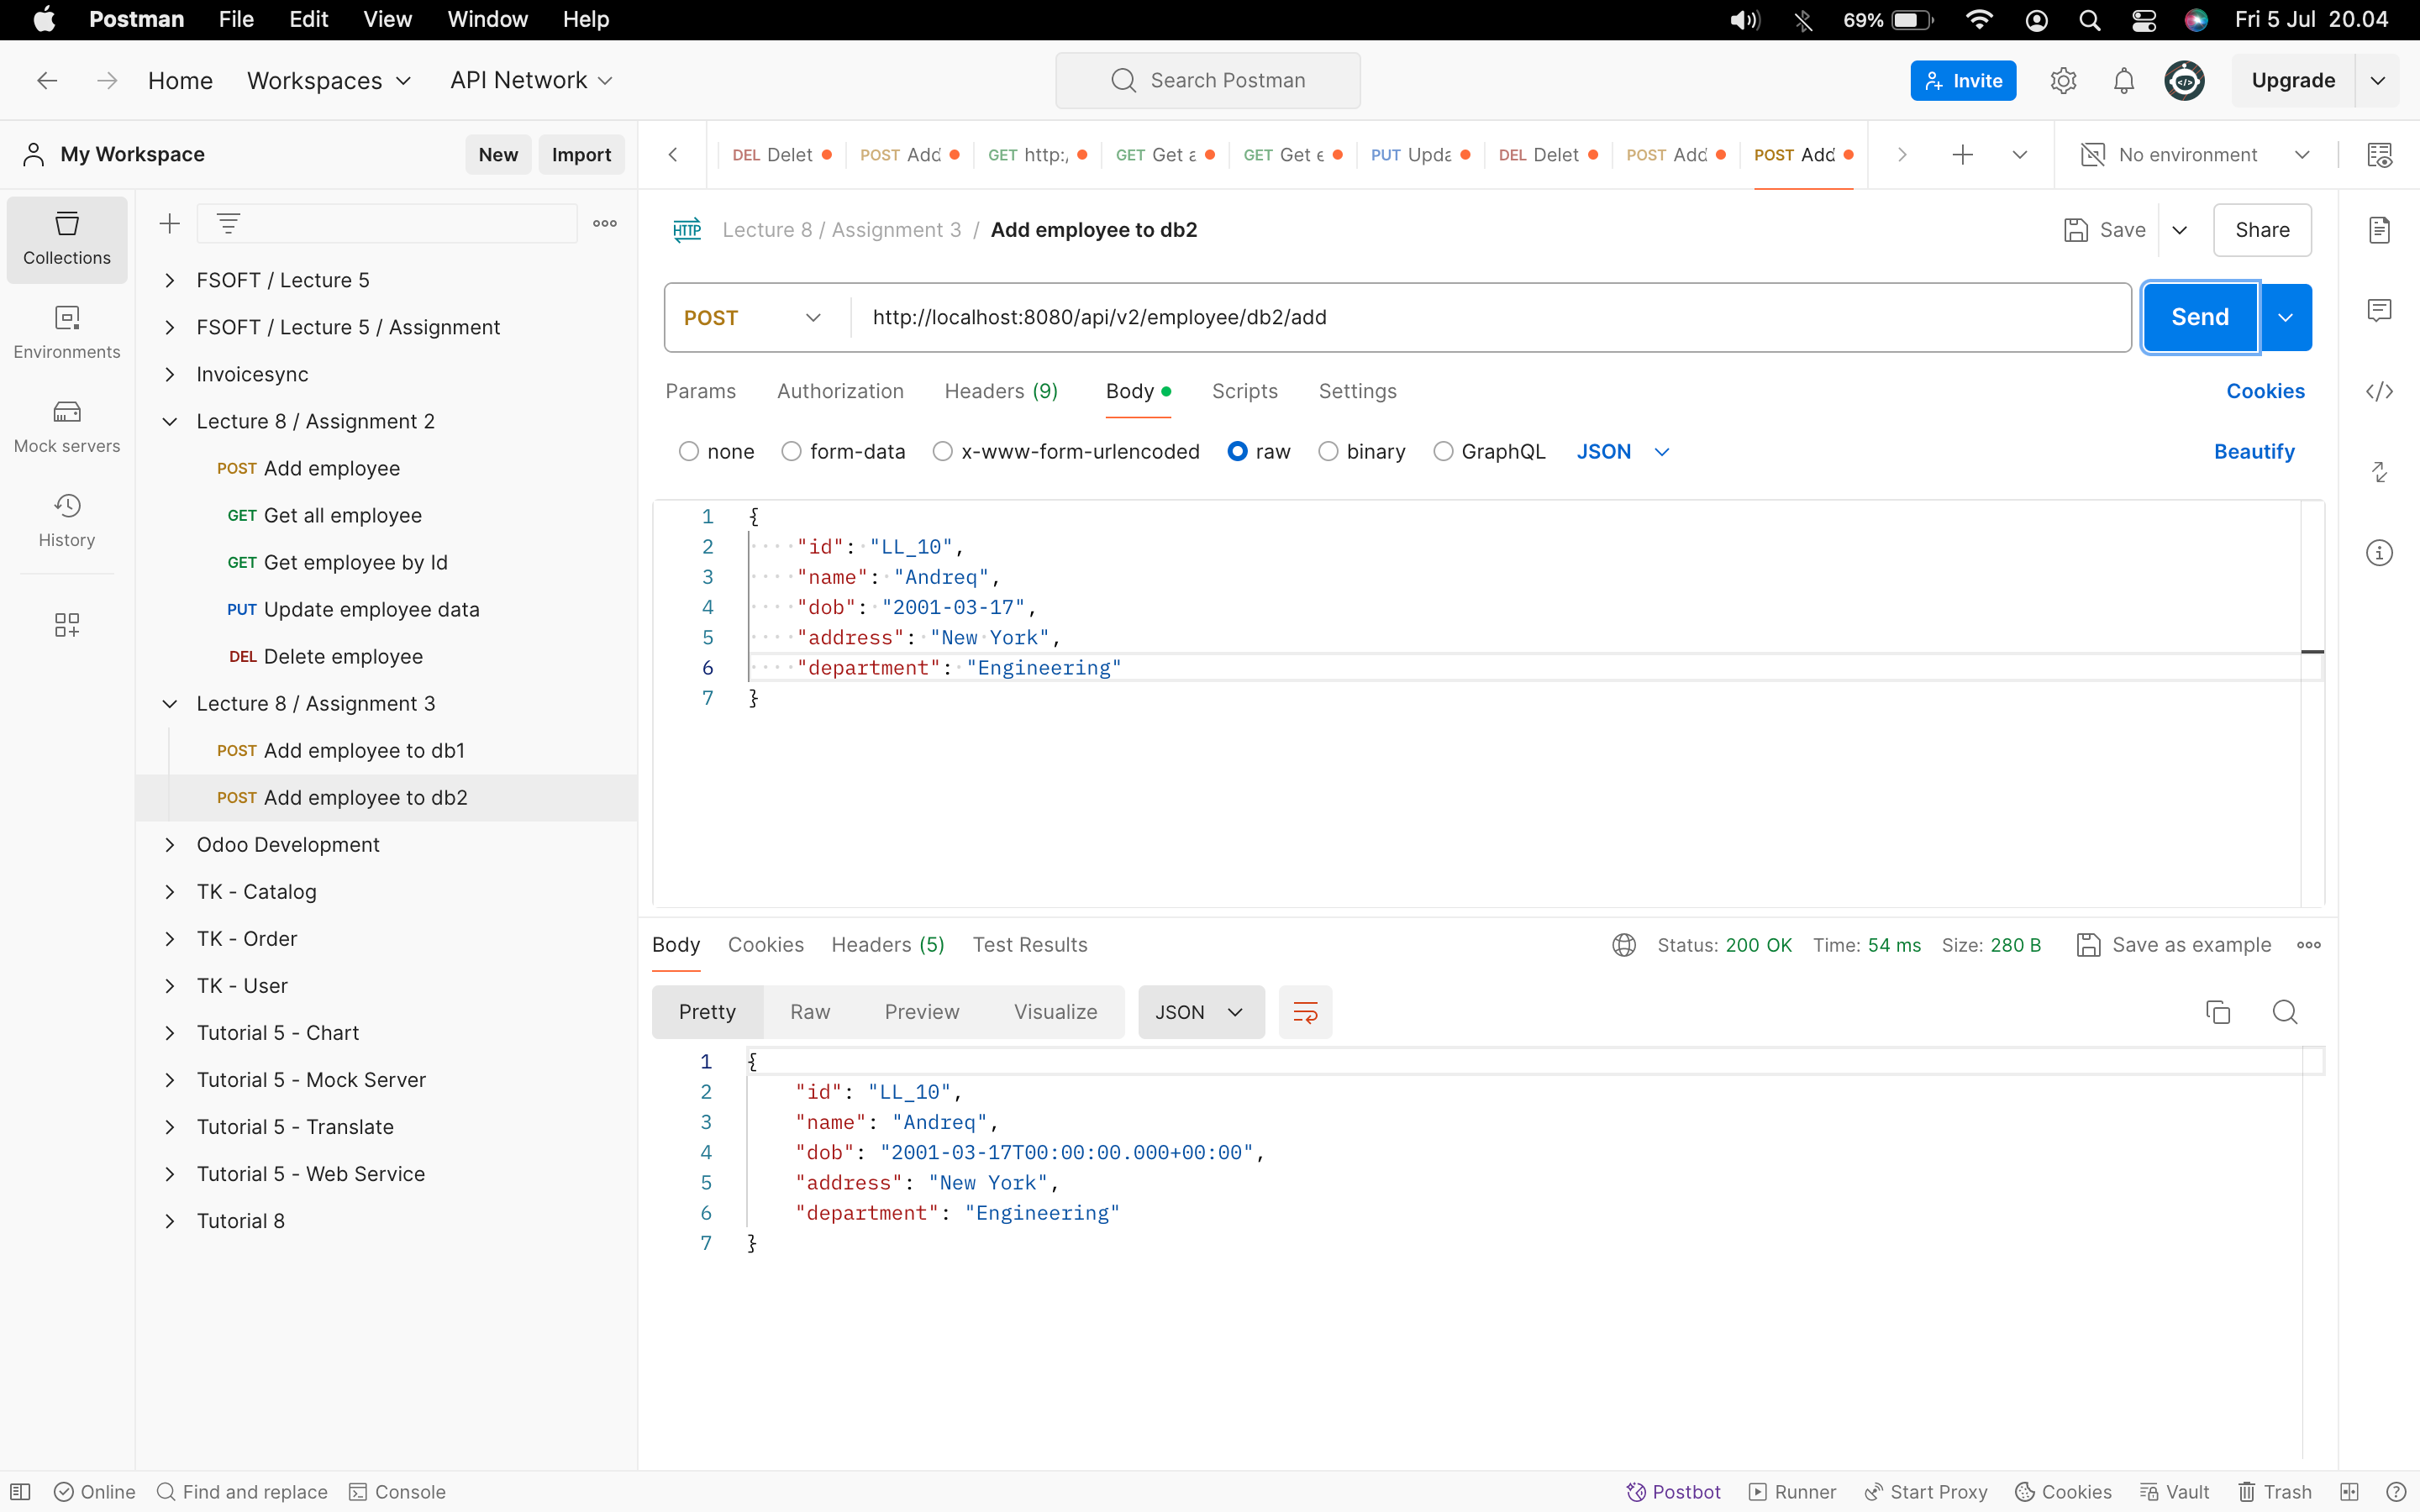 Postman File Edit View Window Help 69% Fri 5 Jul 20.04
Home Workspaces API Network Search Postman Invite Upgrade
My Workspace New Import
DEL Delet POST Add GET http:/ GET Get a GET Get e PUT Upda DEL Delet POST Add POST Add No environment
Collections
Environments
Mock servers
History
FSOFT / Lecture 5
FSOFT / Lecture 5 / Assignment
Invoicesync
Lecture 8 / Assignment 2
POST Add employee
GET Get all employee
GET Get employee by Id
PUT Update employee data
DEL Delete employee
Lecture 8 / Assignment 3
POST Add employee to db1
POST Add employee to db2
Odoo Development
TK - Catalog
TK - Order
TK - User
Tutorial 5 - Chart
Tutorial 5 - Mock Server
Tutorial 5 - Translate
Tutorial 5 - Web Service
Tutorial 8
HTTP Lecture 8 / Assignment 3 / Add employee to db2 Save Share
POST http://localhost:8080/api/v2/employee/db2/add Send
Params Authorization Headers (9) Body Scripts Settings Cookies
none form-data x-www-form-urlencoded raw binary GraphQL JSON Beautify
1 {
2 "id": "LL_10",
3 "name": "Andreq",
4 "dob": "2001-03-17",
5 "address": "New York",
6 "department": "Engineering"
7 }
Body Cookies Headers (5) Test Results Status: 200 OK Time: 54 ms Size: 280 B Save as example
Pretty Raw Preview Visualize JSON
1 {
2 "id": "LL_10",
3 "name": "Andreq",
4 "dob": "2001-03-17T00:00:00.000+00:00",
5 "address": "New York",
6 "department": "Engineering"
7 }
Online Find and replace Console Postbot Runner Start Proxy Cookies Vault Trash